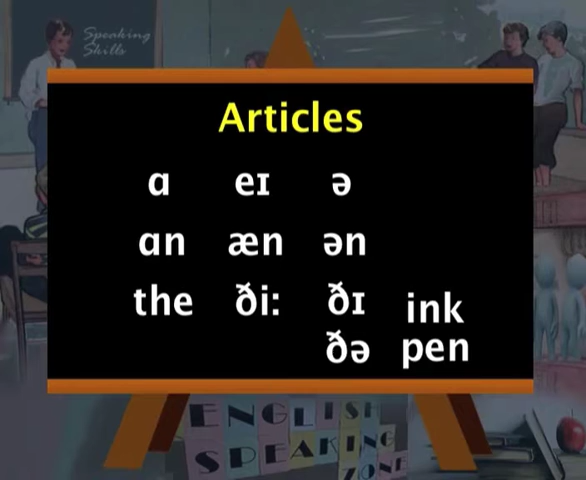 Speaking
Skills
Articles
ɑ eɪ ə
ɑn æn ən
the ði: ðɪ ink
ðə pen
ENGLISH
SPEAKING
ZONE